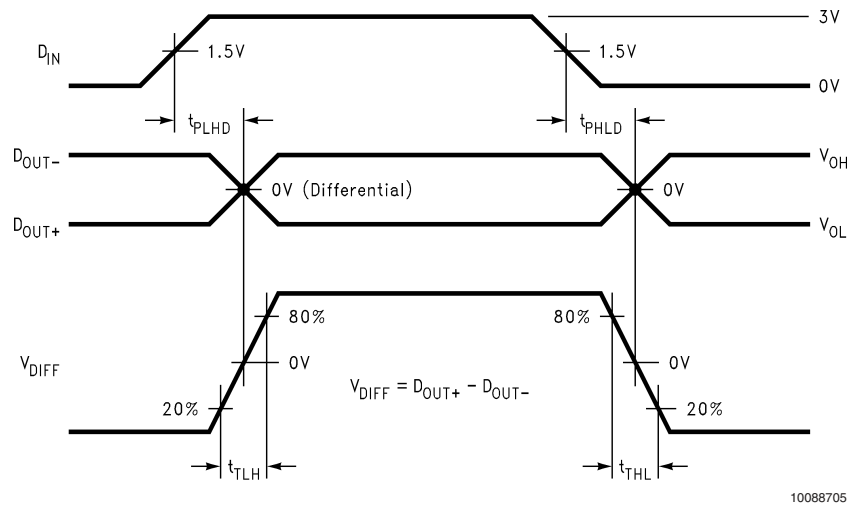 3V
D_IN
1.5V
1.5V
0V
t_PLHD
t_PHLD
D_OUT-
V_OH
0V (Differential)
0V
D_OUT+
V_OL
80%
80%
V_DIFF
0V
0V
V_DIFF = D_OUT+ - D_OUT-
20%
20%
t_TLH
t_THL
10088705